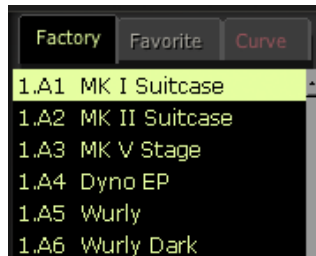 Factory Favorite Curve
1.A1 MK I Suitcase
1.A2 MK II Suitcase
1.A3 MK V Stage
1.A4 Dyno EP
1.A5 Wurly
1.A6 Wurly Dark